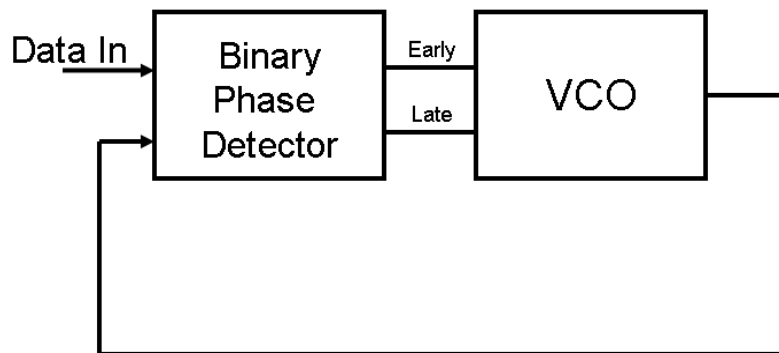 Data In
Binary
Phase
Detector
Early
Late
VCO